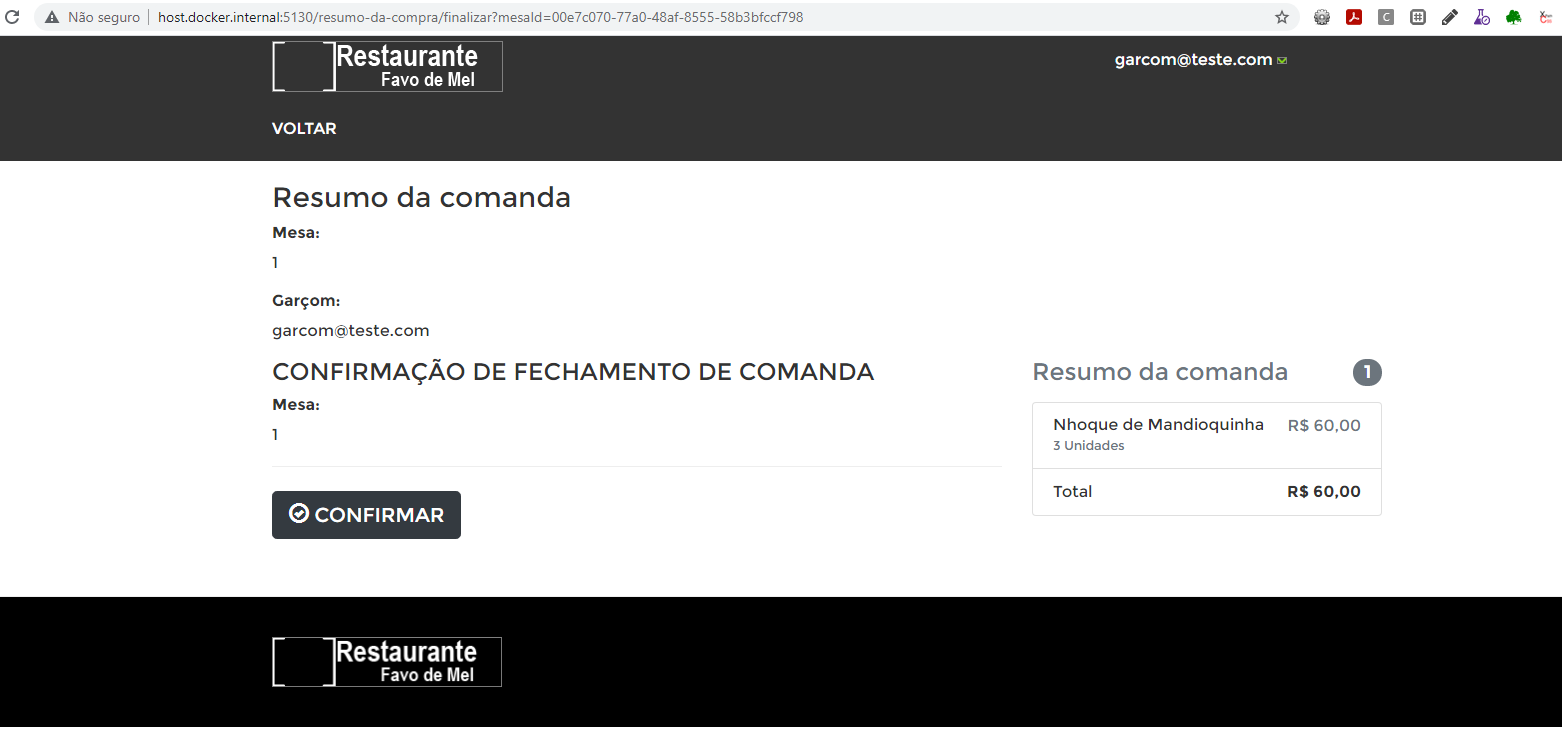 Não seguro
host.docker.internal:5130/resumo-da-compra/finalizar?mesaId=00e7c070-77a0-48af-8555-58b3bfccf798
Restaurante
Favo de Mel
garcom@teste.com
VOLTAR
Resumo da comanda
Mesa:
1
Garçom:
garcom@teste.com
CONFIRMAÇÃO DE FECHAMENTO DE COMANDA
Mesa:
1
CONFIRMAR
Resumo da comanda 1
Nhoque de Mandioquinha R$ 60,00
3 Unidades
Total R$ 60,00
Restaurante
Favo de Mel